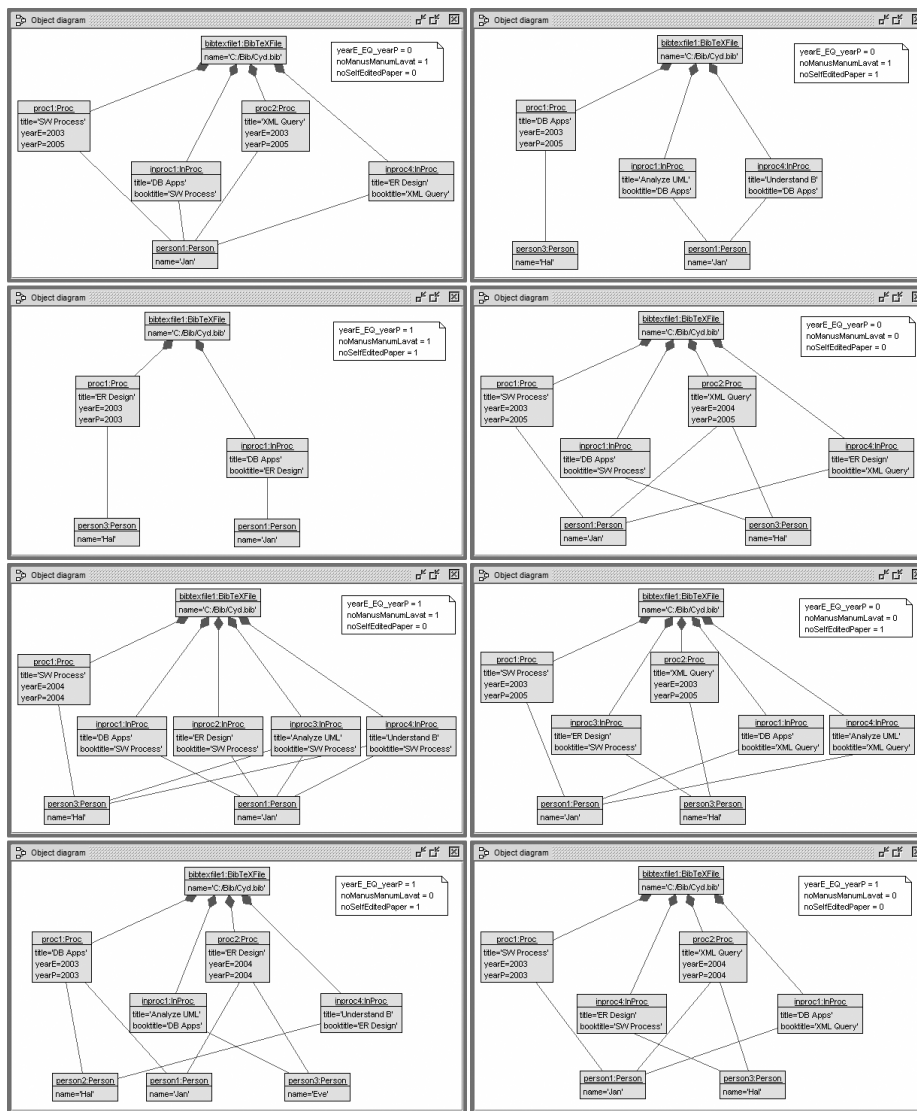 Object diagram
bibtexfile1:BibTeXFile
name='C:/Bib/Cyd.bib'
yearE_EQ_yearP = 0
noManusManumLavat = 1
noSelfEditedPaper = 0
proc1:Proc
title='SW Process'
yearE=2003
yearP=2005
proc2:Proc
title='XML Query'
yearE=2003
yearP=2005
inproc1:InProc
title='DB Apps'
booktitle='SW Process'
inproc4:InProc
title='ER Design'
booktitle='XML Query'
person1:Person
name='Jan'
Object diagram
bibtexfile1:BibTeXFile
name='C:/Bib/Cyd.bib'
yearE_EQ_yearP = 0
noManusManumLavat = 0
noSelfEditedPaper = 1
proc1:Proc
title='DB Apps'
yearE=2003
yearP=2005
inproc1:InProc
title='Analyze UML'
booktitle='DB Apps'
inproc4:InProc
title='Understand B'
booktitle='DB Apps'
person3:Person
name='Hal'
person1:Person
name='Jan'
Object diagram
bibtexfile1:BibTeXFile
name='C:/Bib/Cyd.bib'
yearE_EQ_yearP = 1
noManusManumLavat = 1
noSelfEditedPaper = 1
proc1:Proc
title='ER Design'
yearE=2003
yearP=2003
inproc1:InProc
title='DB Apps'
booktitle='ER Design'
person3:Person
name='Hal'
person1:Person
name='Jan'
Object diagram
bibtexfile1:BibTeXFile
name='C:/Bib/Cyd.bib'
yearE_EQ_yearP = 0
noManusManumLavat = 0
noSelfEditedPaper = 0
proc1:Proc
title='SW Process'
yearE=2003
yearP=2005
proc2:Proc
title='XML Query'
yearE=2004
yearP=2005
inproc1:InProc
title='DB Apps'
booktitle='SW Process'
inproc4:InProc
title='ER Design'
booktitle='XML Query'
person1:Person
name='Jan'
person3:Person
name='Hal'
Object diagram
bibtexfile1:BibTeXFile
name='C:/Bib/Cyd.bib'
yearE_EQ_yearP = 1
noManusManumLavat = 1
noSelfEditedPaper = 0
proc1:Proc
title='SW Process'
yearE=2004
yearP=2004
inproc1:InProc
title='DB Apps'
booktitle='SW Process'
inproc2:InProc
title='ER Design'
booktitle='SW Process'
inproc3:InProc
title='Analyze UML'
booktitle='SW Process'
inproc4:InProc
title='Understand B'
booktitle='SW Process'
person3:Person
name='Hal'
person1:Person
name='Jan'
Object diagram
bibtexfile1:BibTeXFile
name='C:/Bib/Cyd.bib'
yearE_EQ_yearP = 0
noManusManumLavat = 0
noSelfEditedPaper = 1
proc1:Proc
title='SW Process'
yearE=2003
yearP=2005
proc2:Proc
title='XML Query'
yearE=2003
yearP=2005
inproc3:InProc
title='ER Design'
booktitle='SW Process'
inproc1:InProc
title='DB Apps'
booktitle='XML Query'
inproc4:InProc
title='Analyze UML'
booktitle='XML Query'
person1:Person
name='Jan'
person3:Person
name='Hal'
Object diagram
bibtexfile1:BibTeXFile
name='C:/Bib/Cyd.bib'
yearE_EQ_yearP = 1
noManusManumLavat = 0
noSelfEditedPaper = 1
proc1:Proc
title='DB Apps'
yearE=2003
yearP=2003
proc2:Proc
title='ER Design'
yearE=2004
yearP=2004
inproc1:InProc
title='Analyze UML'
booktitle='DB Apps'
inproc4:InProc
title='Understand B'
booktitle='ER Design'
person2:Person
name='Hal'
person1:Person
name='Jan'
person3:Person
name='Eve'
Object diagram
bibtexfile1:BibTeXFile
name='C:/Bib/Cyd.bib'
yearE_EQ_yearP = 1
noManusManumLavat = 0
noSelfEditedPaper = 0
proc1:Proc
title='SW Process'
yearE=2003
yearP=2003
proc2:Proc
title='XML Query'
yearE=2004
yearP=2004
inproc4:InProc
title='ER Design'
booktitle='SW Process'
inproc1:InProc
title='DB Apps'
booktitle='XML Query'
person1:Person
name='Jan'
person3:Person
name='Hal'